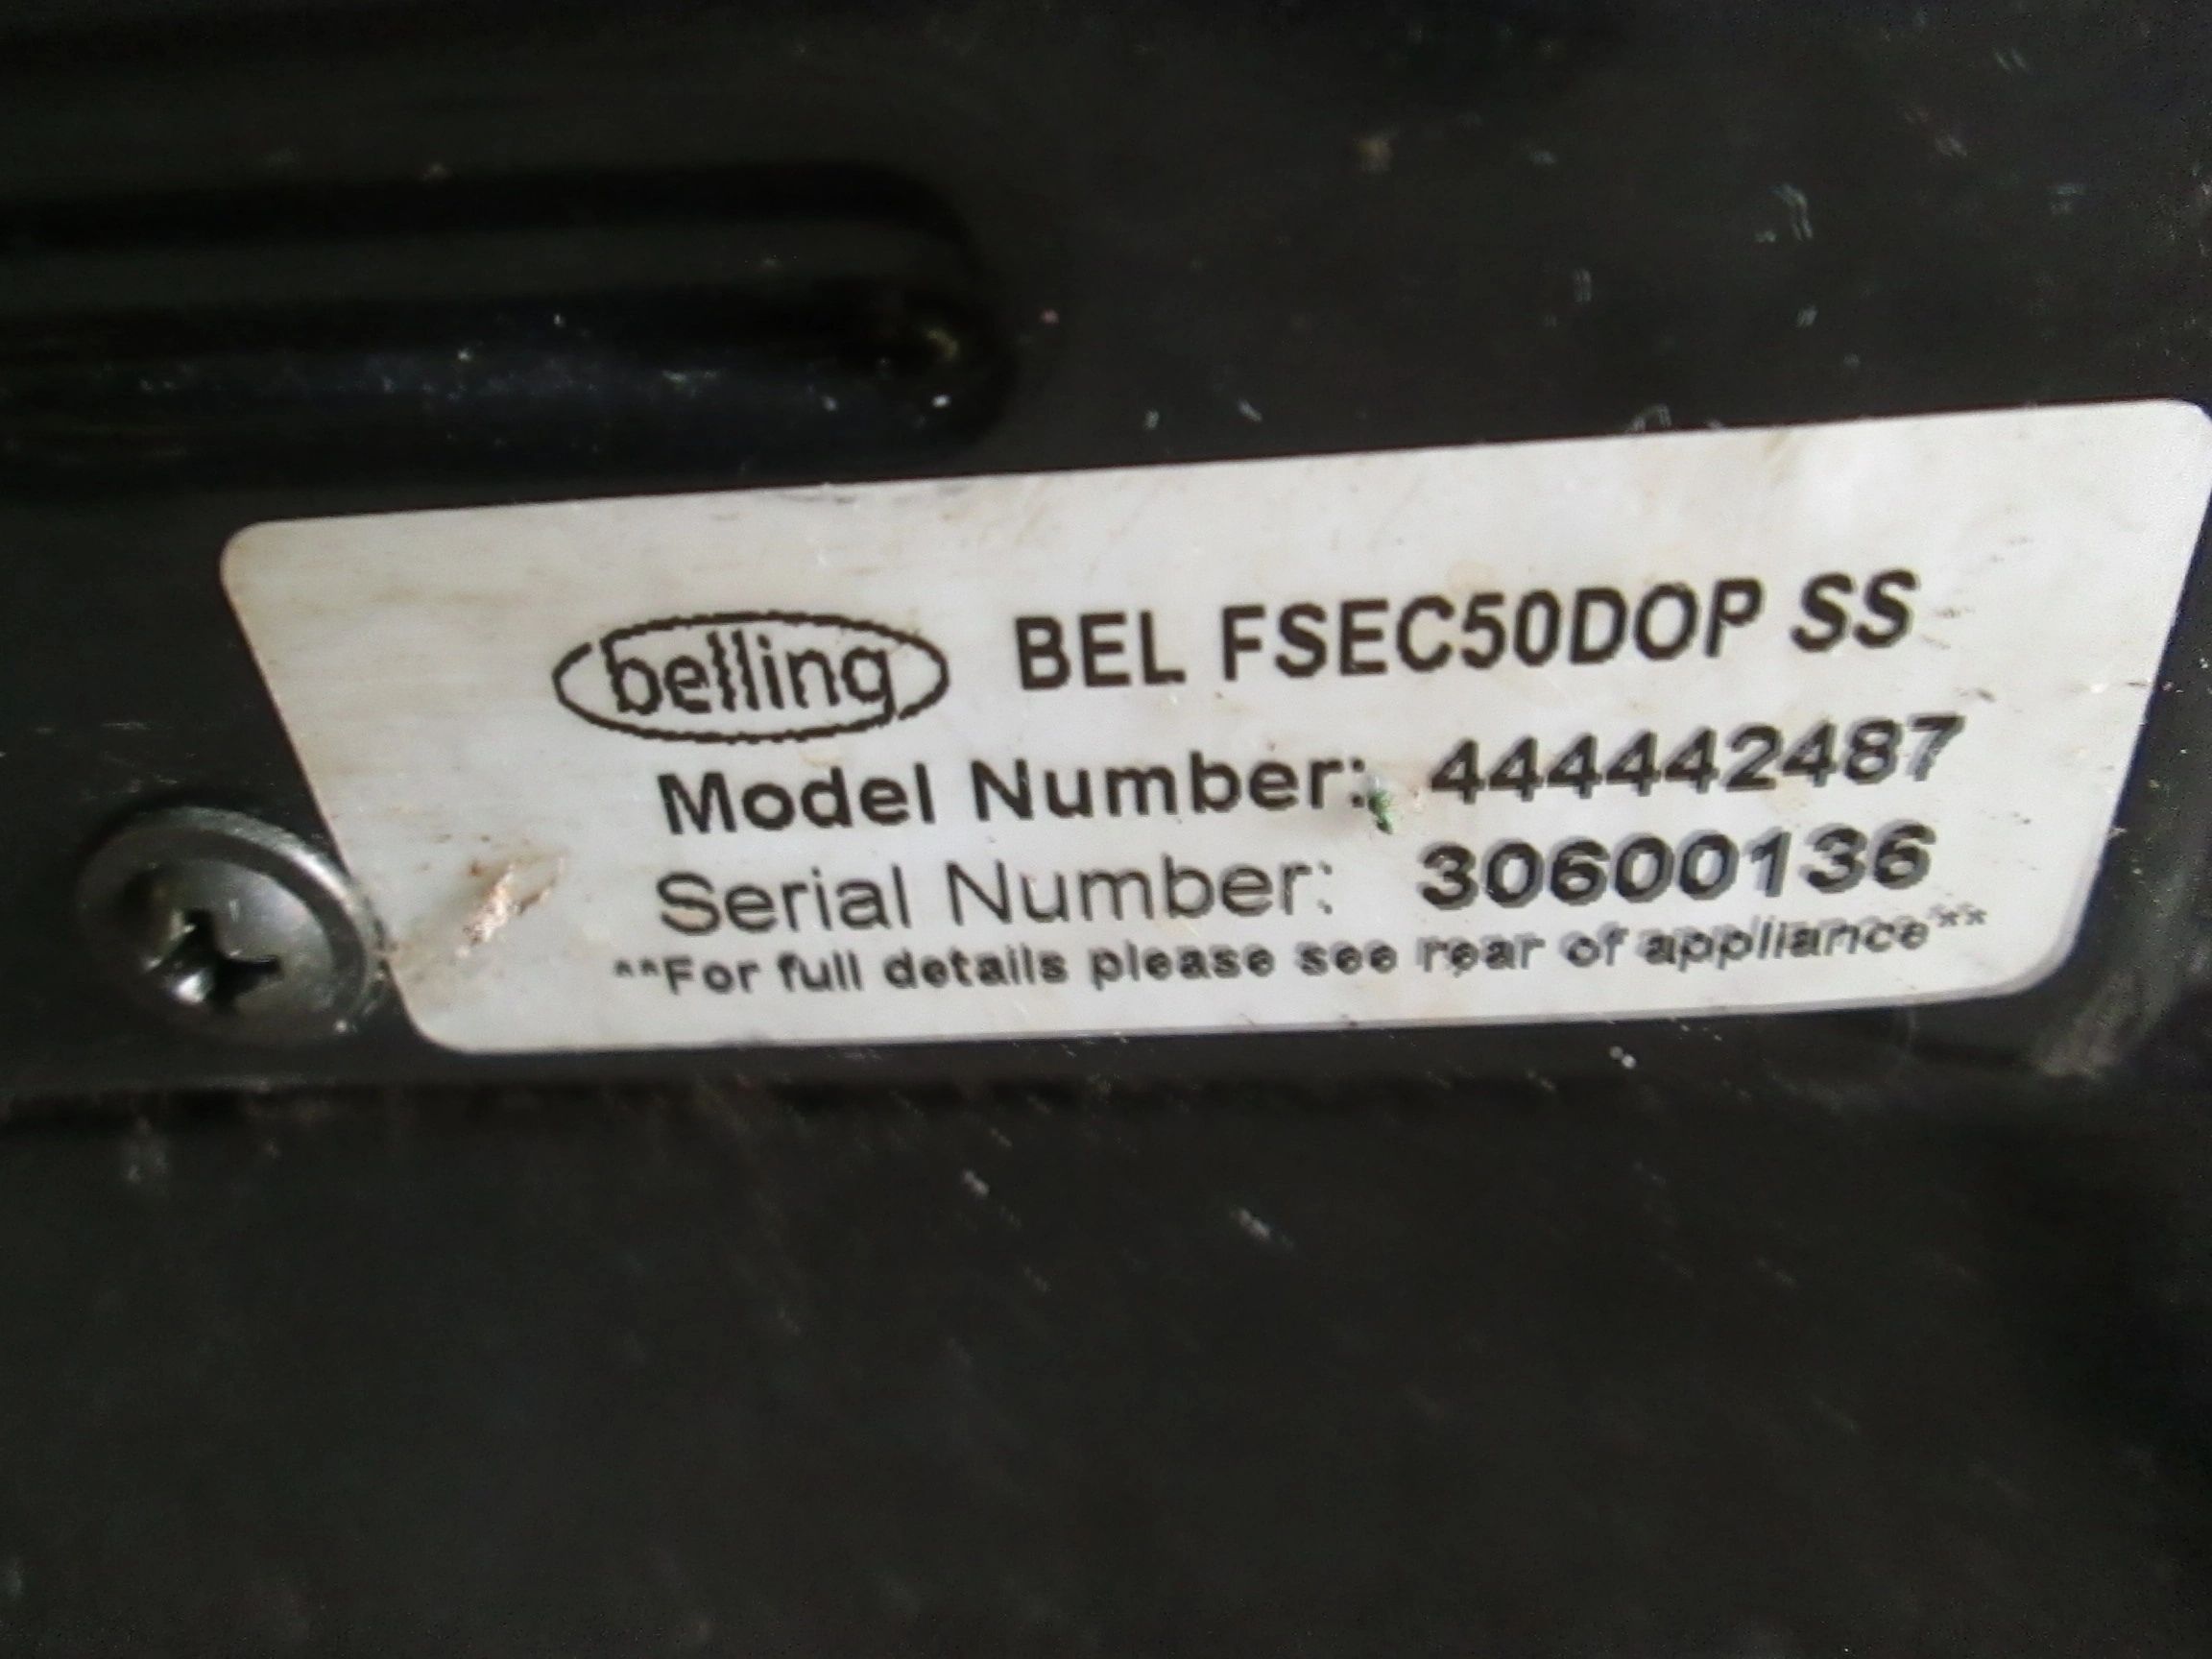 belling BEL FSEC50DOP SS
Model Number: 444442487
Serial Number: 30600136
**For full details please see rear of appliance**